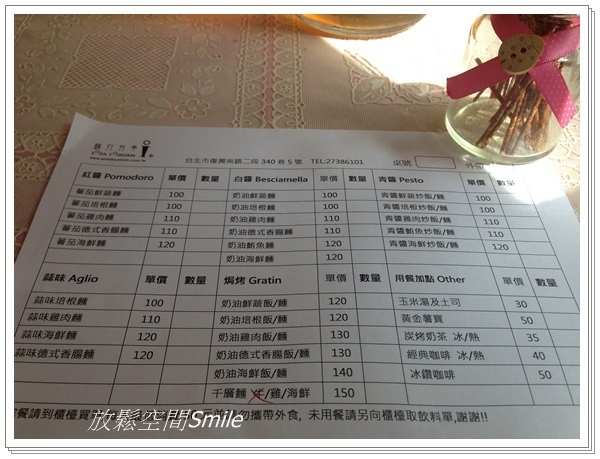 蘇打方亭
SODA FOUNTAIN
台北市復興南路二段 340 巷 5 號 TEL:27386101 桌號 外帶
紅醬 Pomodoro 單價 數量 白醬 Besciamella 單價 數量 青醬 Pesto 單價 數量
蕃茄鮮蔬麵 100 奶油鮮蔬麵 100 青醬鮮蔬炒飯/麵 100
蕃茄培根麵 100 奶油培根麵 100 青醬培根炒飯/麵 100
蕃茄雞肉麵 110 奶油雞肉麵 110 青醬雞肉炒飯/麵 110
蕃茄德式香腸麵 110 奶油德式香腸麵 110 青醬鮪魚炒飯/麵 110
蕃茄海鮮麵 120 奶油鮪魚麵 110 青醬海鮮炒飯/麵 120
奶油海鮮麵 120
蒜味 Aglio 單價 數量 焗烤 Gratin 單價 數量 用餐加點 Other 單價 數量
蒜味培根麵 100 奶油鮮蔬飯/麵 120 玉米湯及土司 30
蒜味雞肉麵 110 奶油培根飯/麵 120 黃金薯寶 50
蒜味海鮮麵 120 奶油雞肉飯/麵 130 炭烤奶茶 冰/熱 35
蒜味德式香腸麵 120 奶油德式香腸飯/麵 130 經典咖啡 冰/熱 40
奶油海鮮飯/麵 140 冰鑽咖啡 50
千層麵 /雞/海鮮 150
餐請到櫃檯買 勿攜帶外食, 未用餐請另向櫃檯取飲料單,謝謝!!
放鬆空間Smile